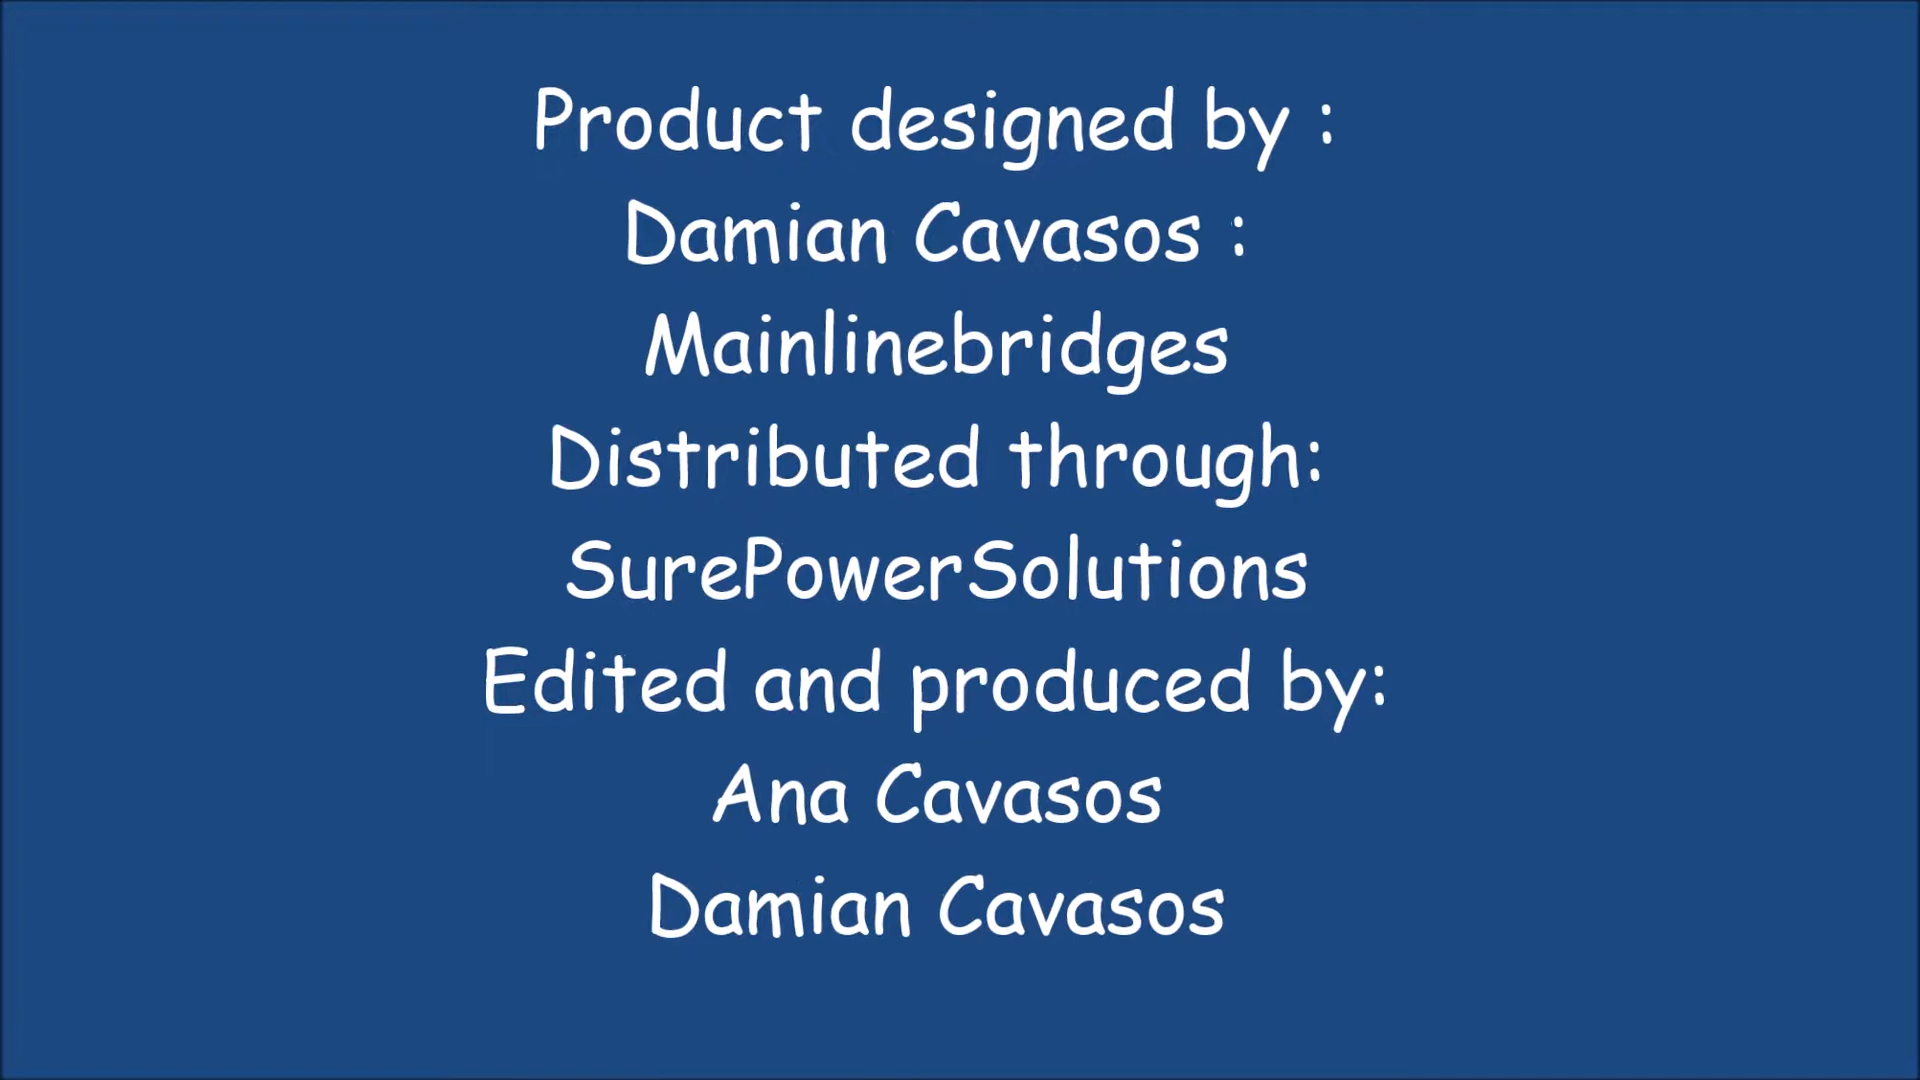 Product designed by :
Damian Cavasos :
Mainlinebridges
Distributed through:
SurePowerSolutions
Edited and produced by:
Ana Cavasos
Damian Cavasos